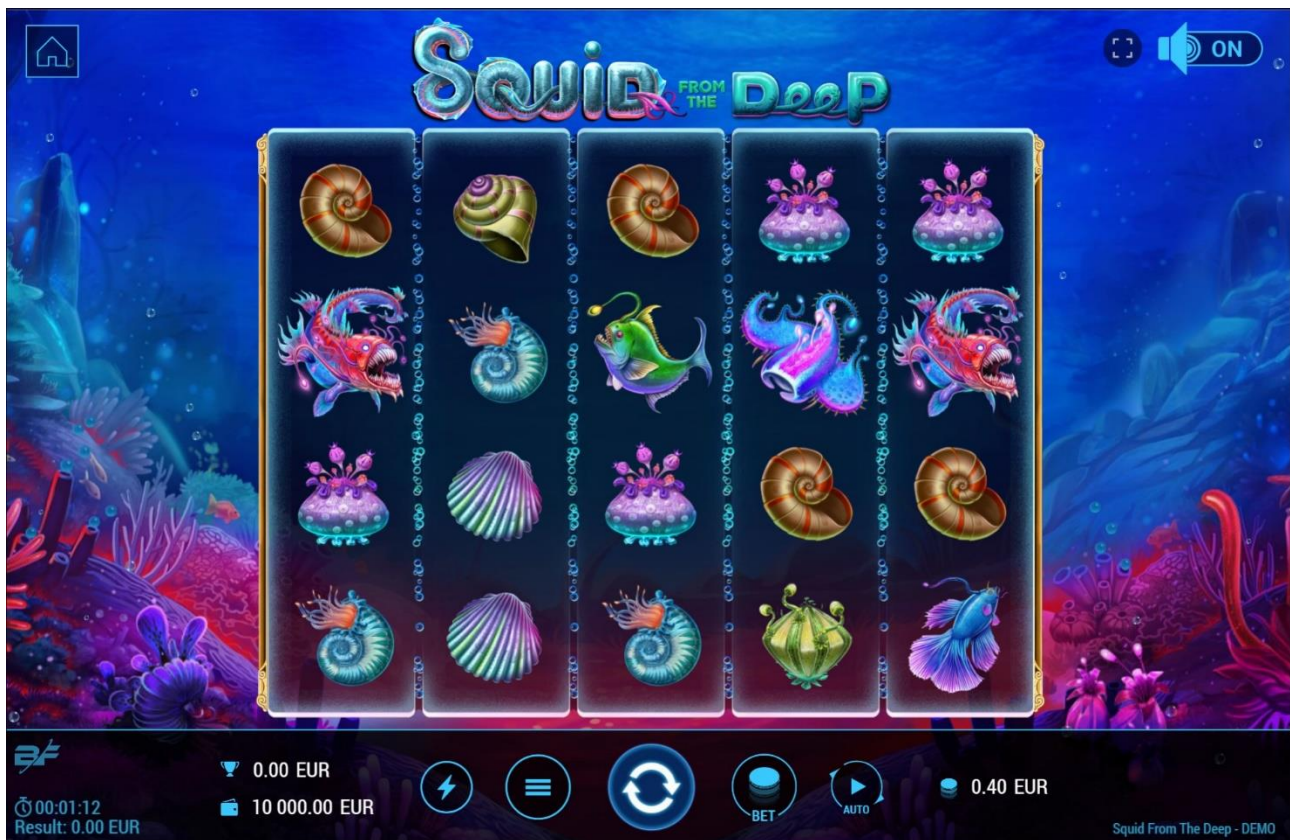 SQUID FROM THE DEEP
ON
BF
0.00 EUR
10 000.00 EUR
00:01:12
Result: 0.00 EUR
BET
AUTO
0.40 EUR
Squid From The Deep - DEMO